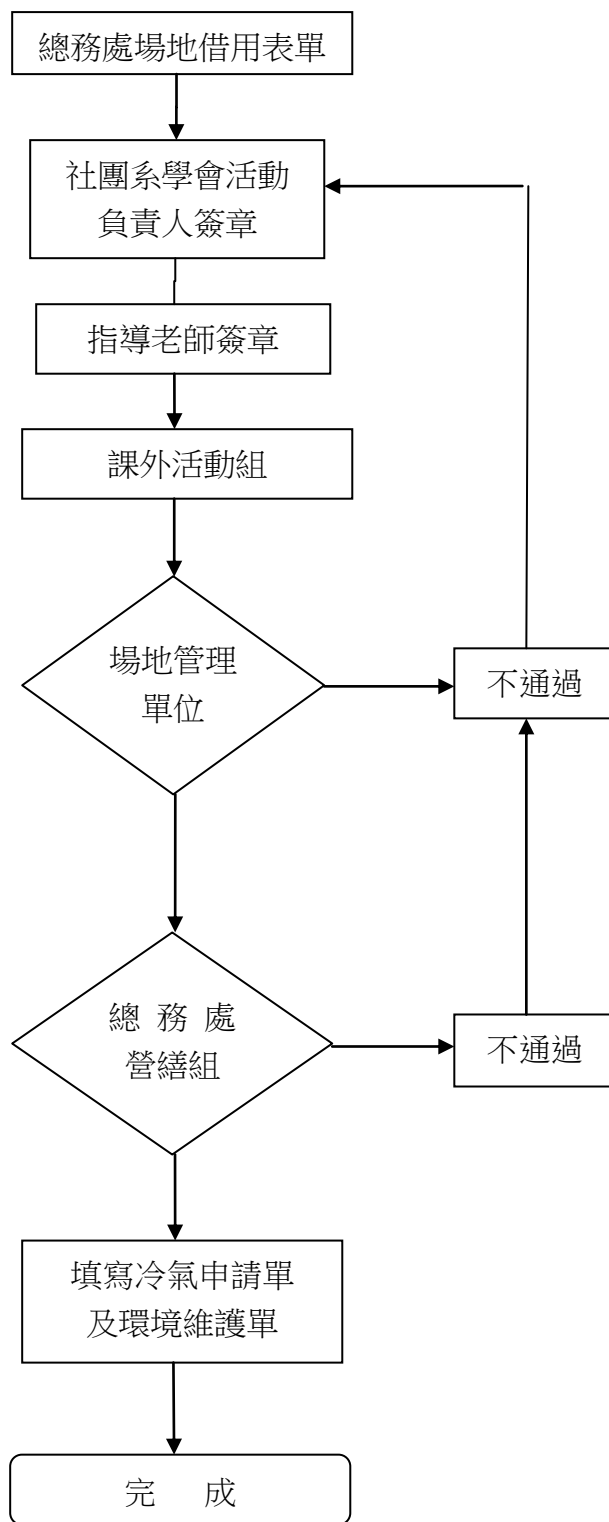 總務處場地借用表單
社團系學會活動
負責人簽章
指導老師簽章
課外活動組
場地管理
單位
不通過
總 務 處
營繕組
不通過
填寫冷氣申請單
及環境維護單
完 成